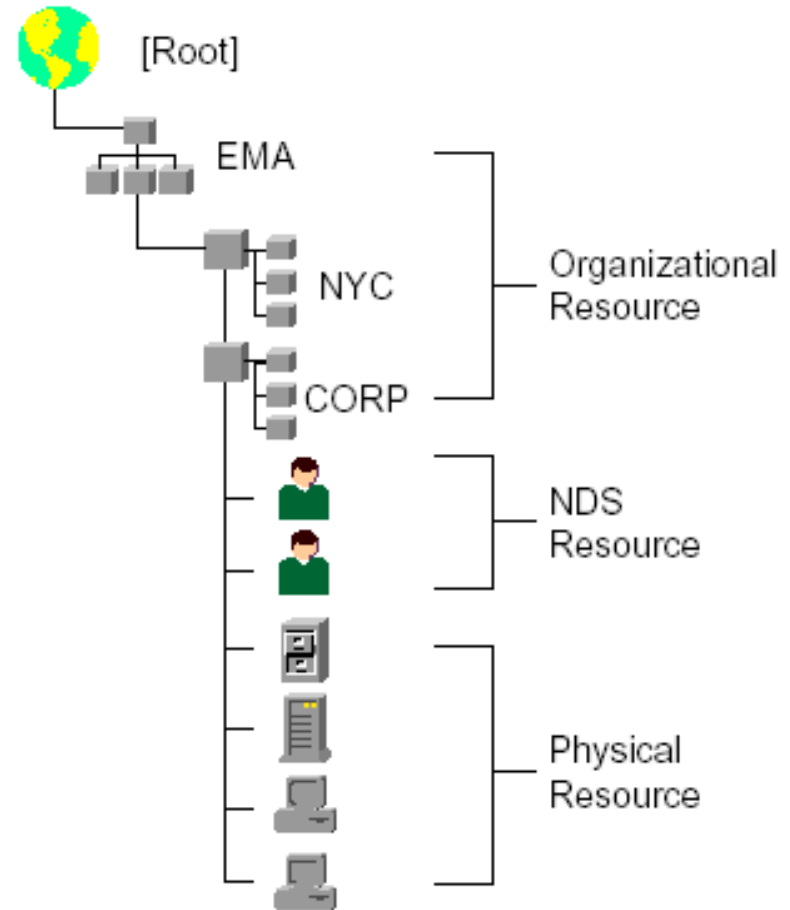 [Root]
EMA
NYC
CORP
Organizational
Resource
NDS
Resource
Physical
Resource